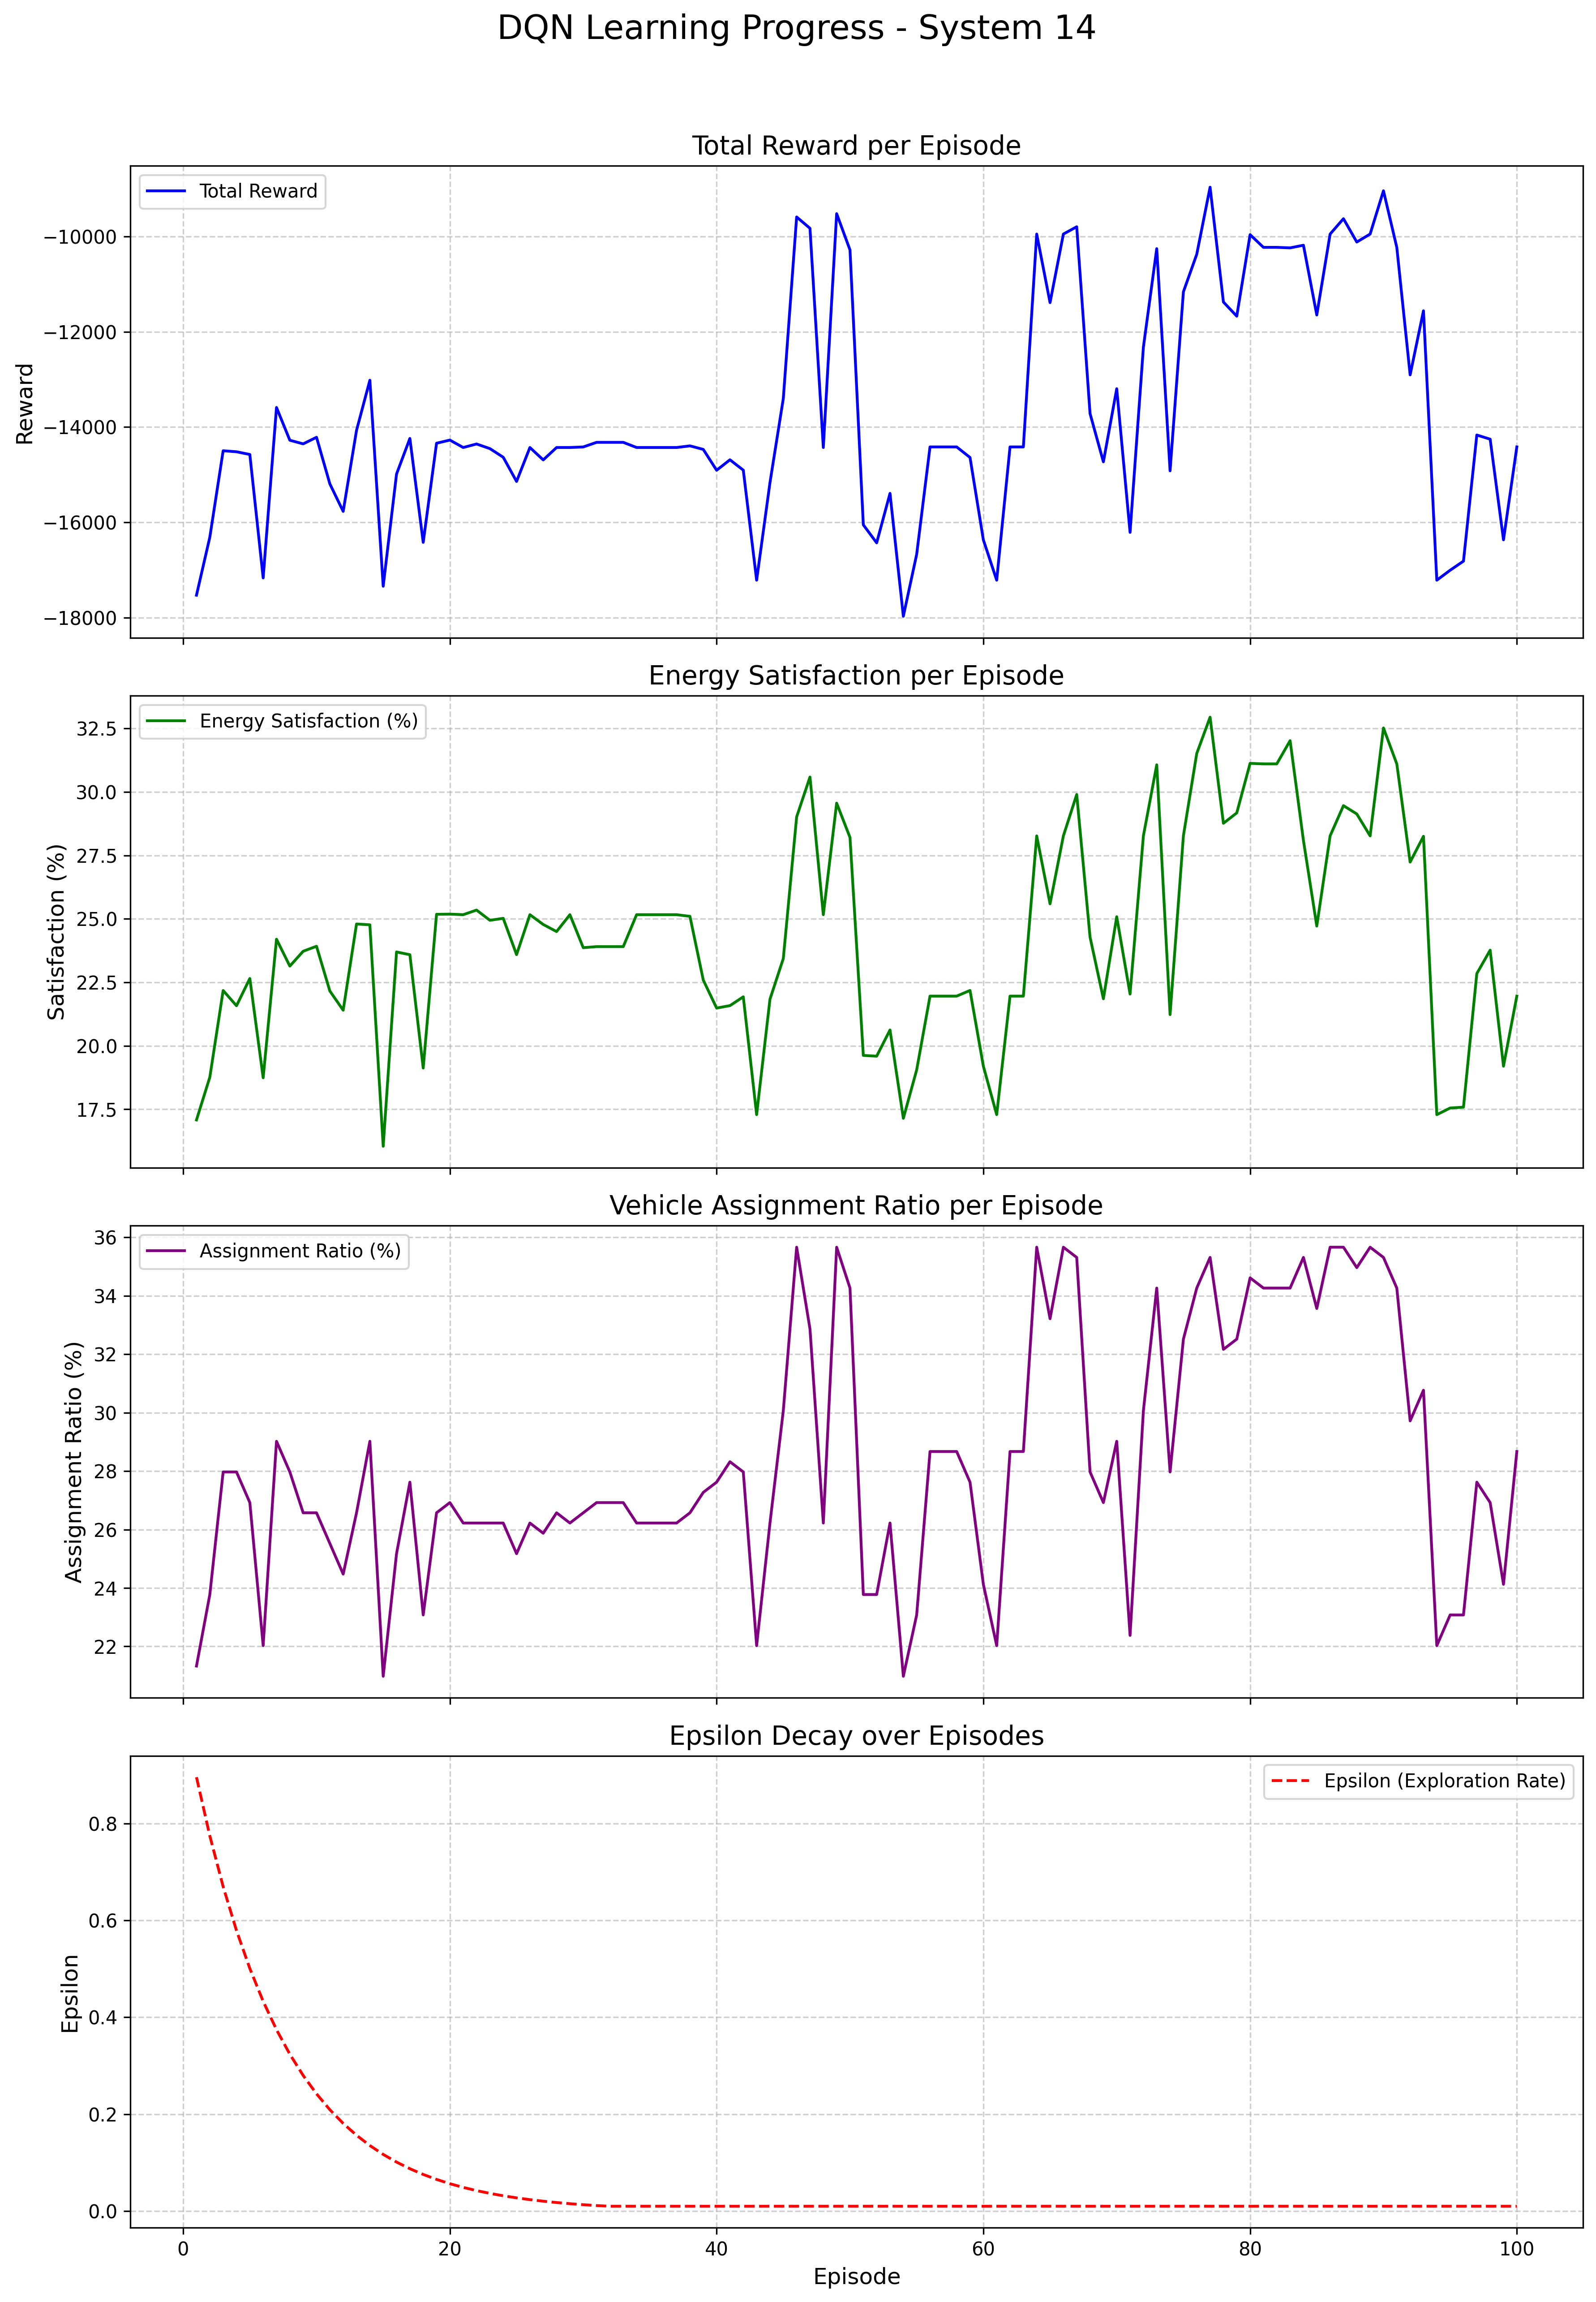 DQN Learning Progress - System 14
Total Reward per Episode
Total Reward
Reward
−10000
−12000
−14000
−16000
−18000
Energy Satisfaction per Episode
Energy Satisfaction (%)
Satisfaction (%)
32.5
30.0
27.5
25.0
22.5
20.0
17.5
Vehicle Assignment Ratio per Episode
Assignment Ratio (%)
Assignment Ratio (%)
36
34
32
30
28
26
24
22
Epsilon Decay over Episodes
Epsilon (Exploration Rate)
Epsilon
0.8
0.6
0.4
0.2
0.0
0 20 40 60 80 100
Episode